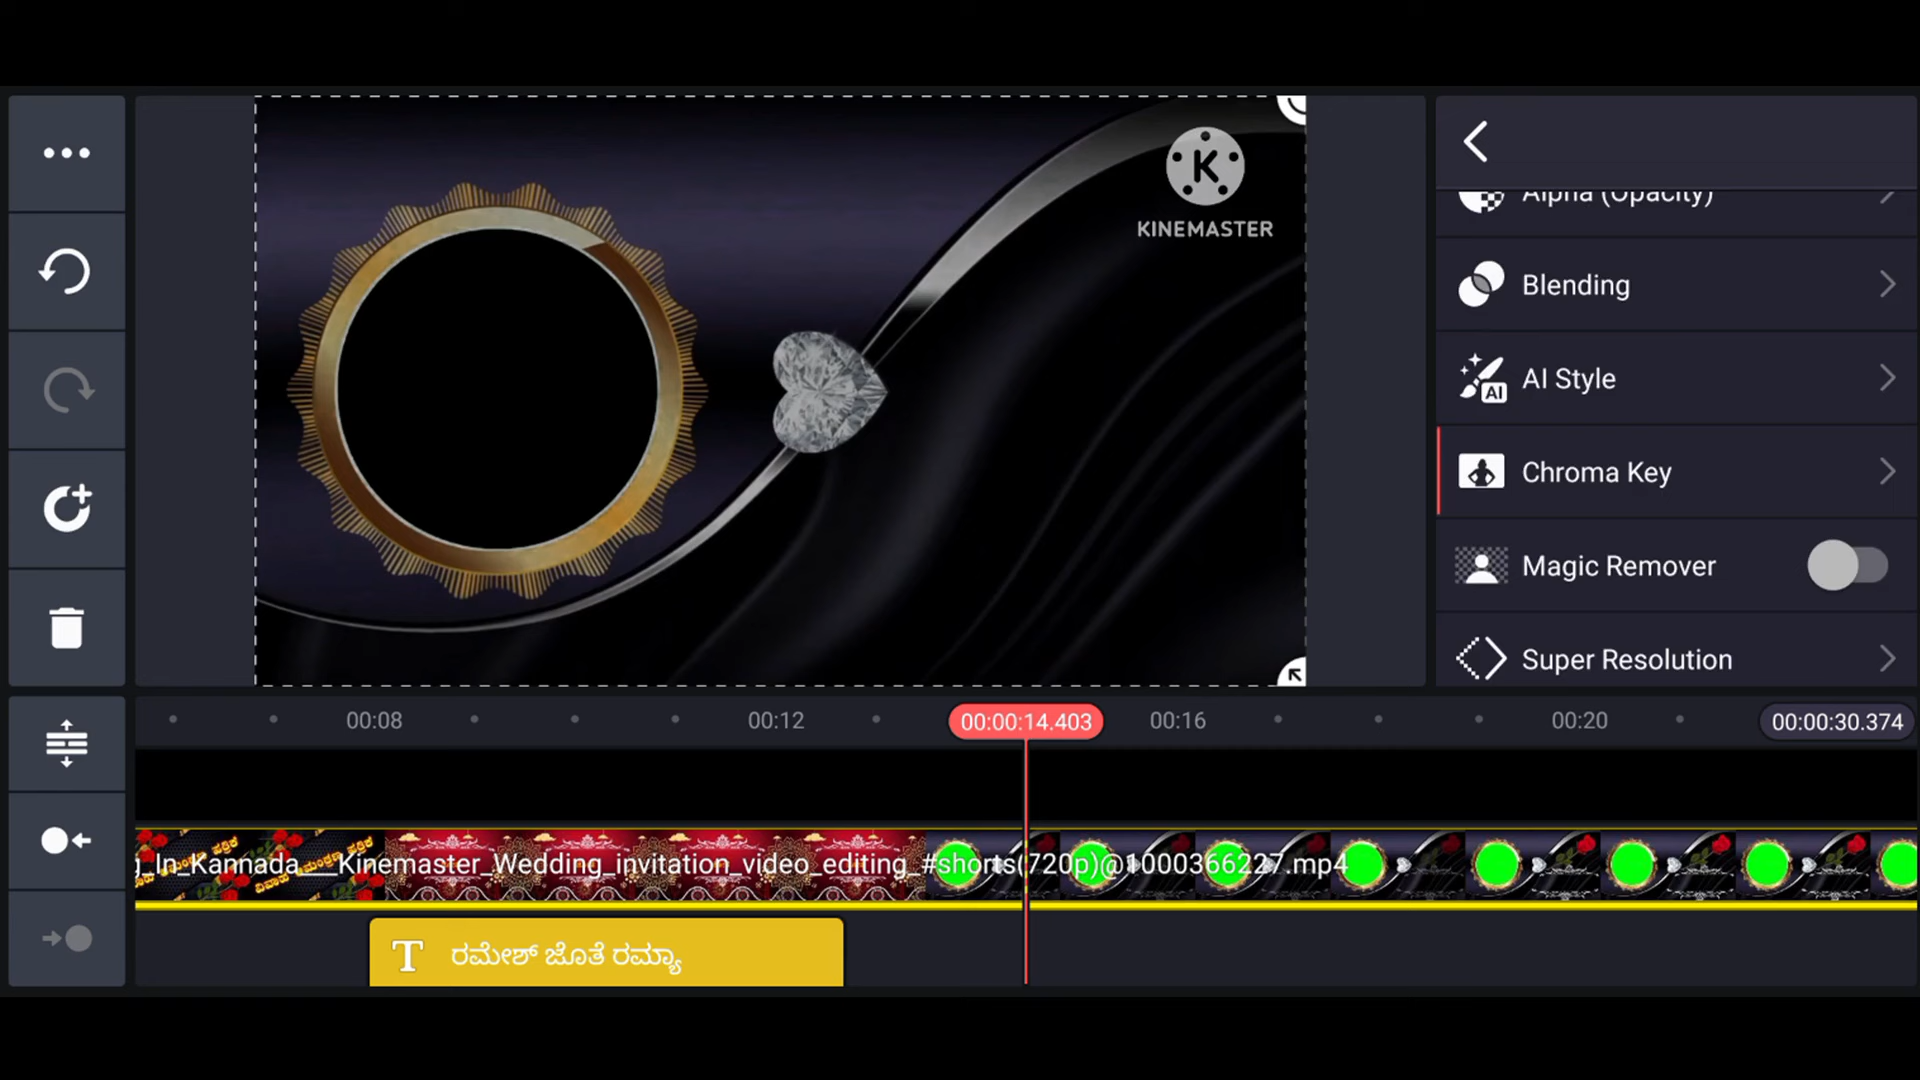 KINEMASTER
Alpha (Opacity)
Blending
AI Style
AI
Chroma Key
Magic Remover
Super Resolution
00:08
00:12
00:00:14.403
00:16
00:20
00:00:30.374
_In_Kannada___Kinemaster_Wedding_invitation_video_editing_#shorts(720p)@1000366227.mp4
T ರಮೇಶ್ ಜೊತೆ ರಮ್ಯಾ